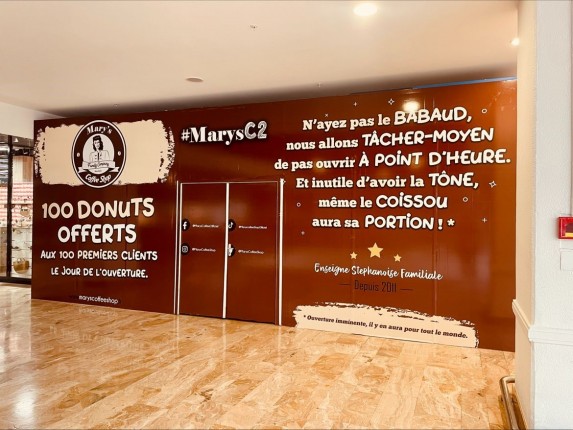 Mary's
Coffee Shop
100 DONUTS
OFFERTS
AUX 100 PREMIERS CLIENTS
LE JOUR DE L'OUVERTURE.
maryscoffeeshop
#MarysC2
N'AYEZ PAS LE BABAUD,
NOUS ALLONS TÂCHER-MOYEN
DE PAS OUVRIR À POINT D'HEURE.
ET INUTILE D'AVOIR LA TÔNE,
MÊME LE COISSOU
AURA SA PORTION ! *
Enseigne Stéphanoise Familiale
Depuis 2011
* Ouverture imminente, il y en aura pour tout le monde.